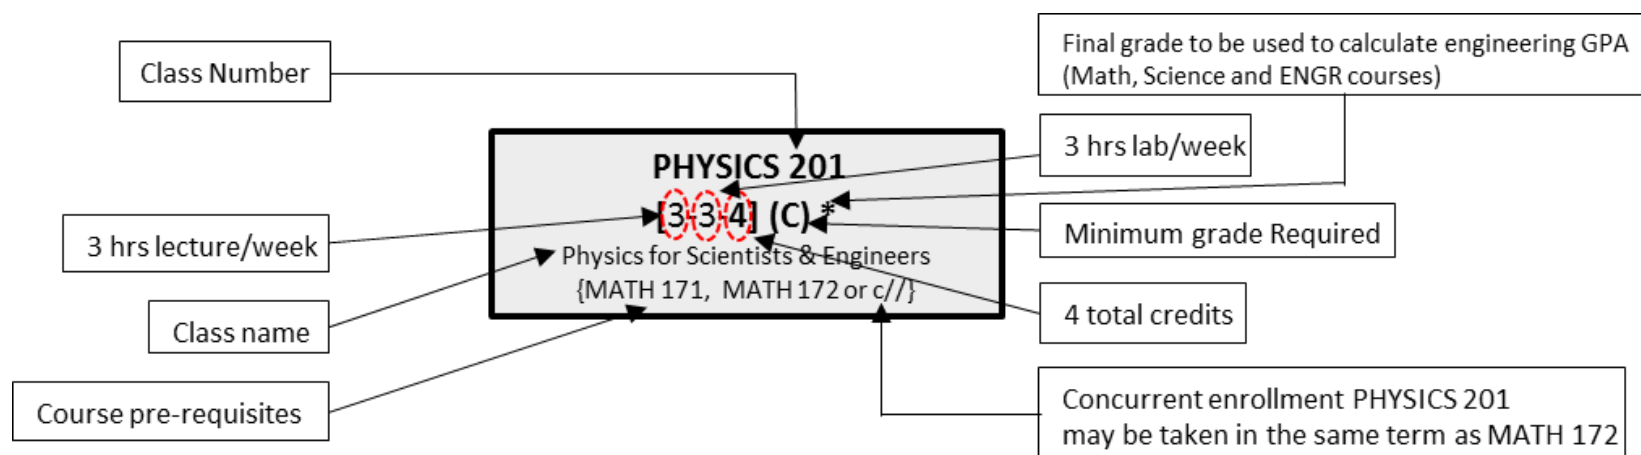 Class Number
Final grade to be used to calculate engineering GPA
(Math, Science and ENGR courses)
3 hrs lab/week
PHYSICS 201
[3-3-4] (C) *
Physics for Scientists & Engineers
{MATH 171, MATH 172 or c//}
3 hrs lecture/week
Minimum grade Required
Class name
4 total credits
Course pre-requisites
Concurrent enrollment PHYSICS 201
may be taken in the same term as MATH 172